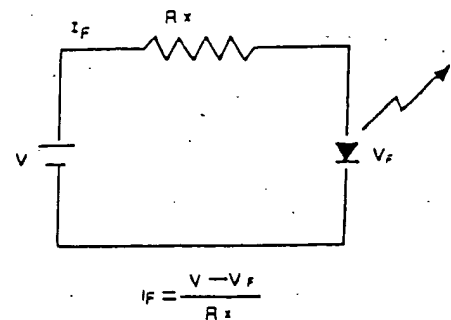 I_F
R x
V
V_F
I_F = V - V_F / R x